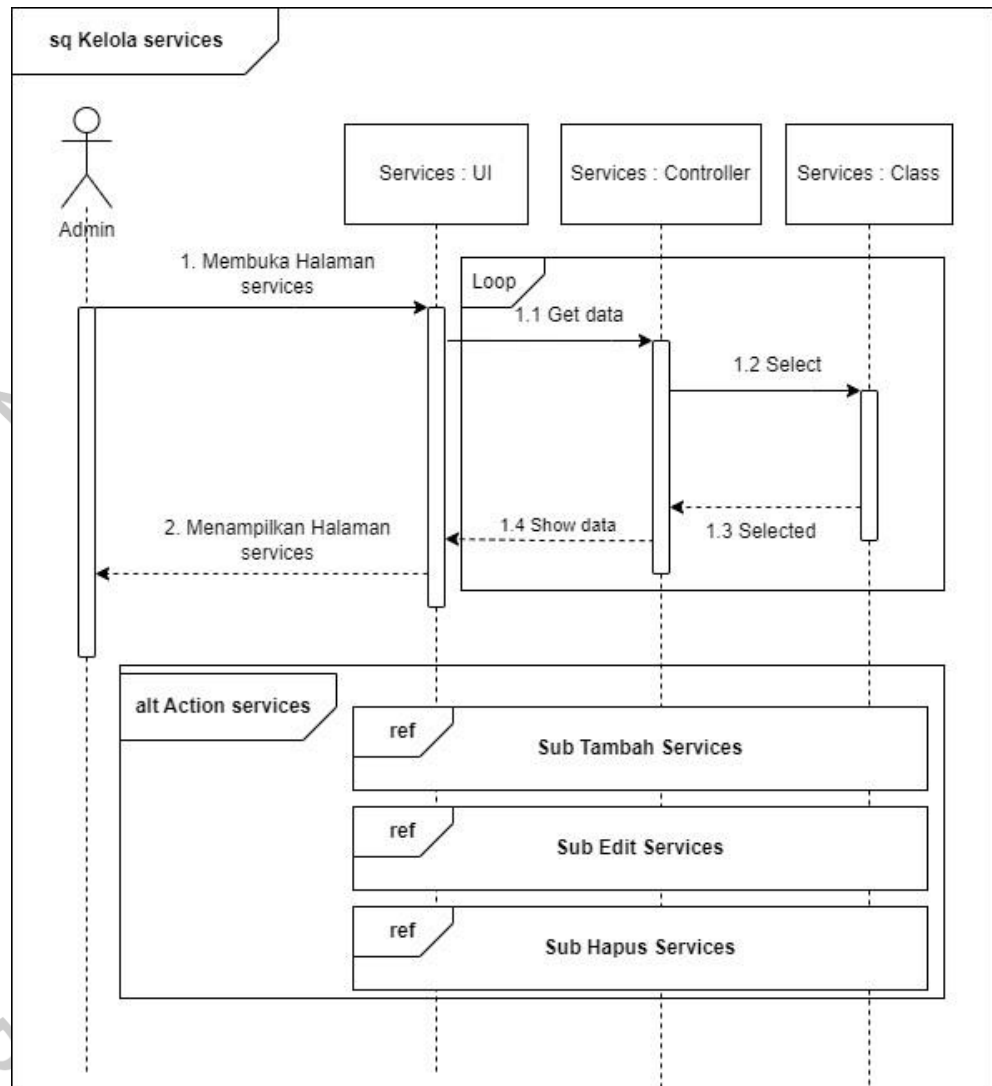 sq Kelola services
Admin
Services : UI
Services : Controller
Services : Class
1. Membuka Halaman
services
Loop
1.1 Get data
1.2 Select
1.3 Selected
1.4 Show data
2. Menampilkan Halaman
services
alt Action services
ref
Sub Tambah Services
ref
Sub Edit Services
ref
Sub Hapus Services